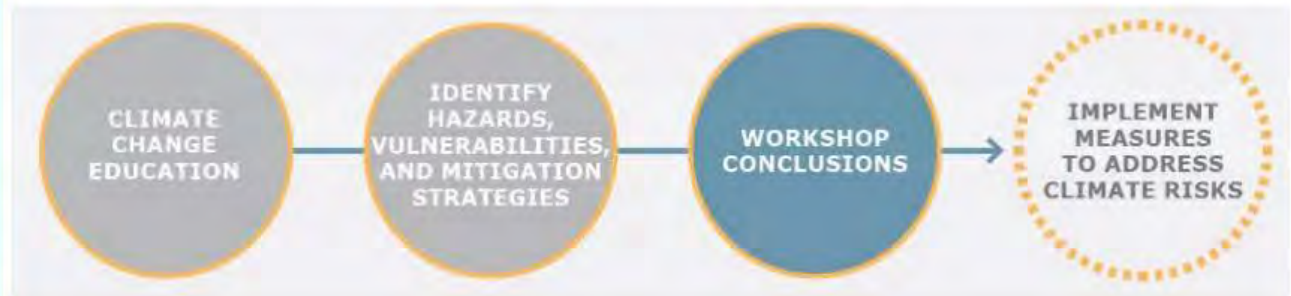 CLIMATE
CHANGE
EDUCATION
IDENTIFY
HAZARDS,
VULNERABILITIES,
AND MITIGATION
STRATEGIES
WORKSHOP
CONCLUSIONS
IMPLEMENT
MEASURES
TO ADDRESS
CLIMATE RISKS